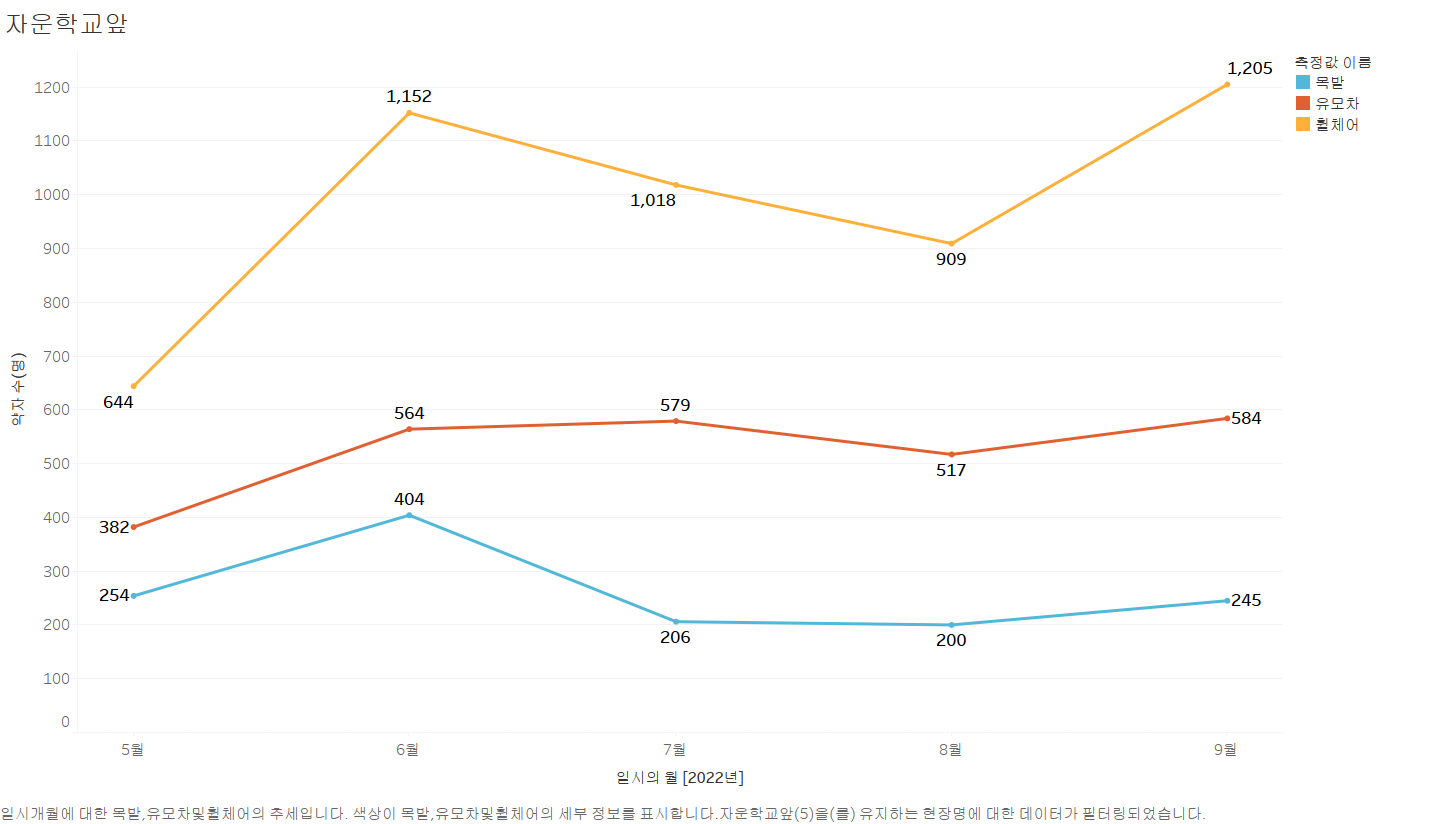 자운학교앞
측정값 이름
목발
유모차
휠체어
약자 수(명)
1200
1100
1000
900
800
700
600
500
400
300
200
100
0
1,205
1,152
1,018
909
644
564
579
517
584
382
404
254
206
200
245
5월
6월
7월
8월
9월
일시의 월 [2022년]
일시개월에 대한 목발,유모차및휠체어의 추세입니다. 색상이 목발,유모차및휠체어의 세부 정보를 표시합니다.자운학교앞(5)을(를) 유지하는 현장명에 대한 데이터가 필터링되었습니다.